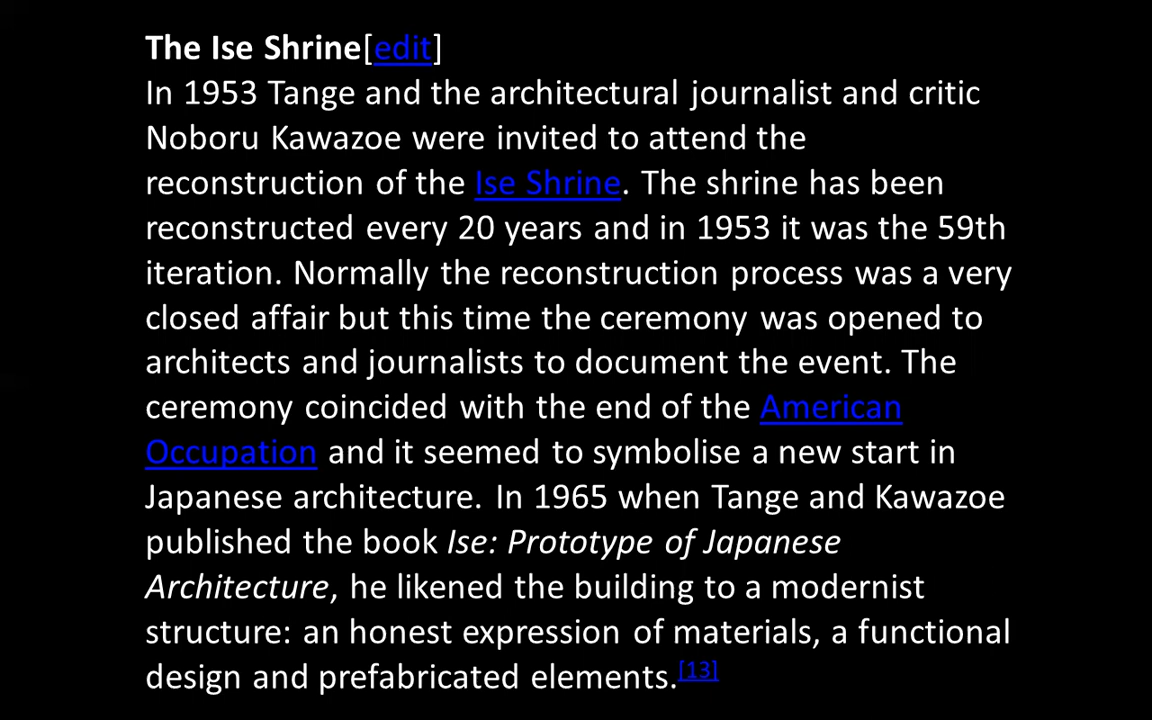 The Ise Shrine[edit]
In 1953 Tange and the architectural journalist and critic
Noboru Kawazoe were invited to attend the
reconstruction of the Ise Shrine. The shrine has been
reconstructed every 20 years and in 1953 it was the 59th
iteration. Normally the reconstruction process was a very
closed affair but this time the ceremony was opened to
architects and journalists to document the event. The
ceremony coincided with the end of the American
Occupation and it seemed to symbolise a new start in
Japanese architecture. In 1965 when Tange and Kawazoe
published the book Ise: Prototype of Japanese
Architecture, he likened the building to a modernist
structure: an honest expression of materials, a functional
design and prefabricated elements.[13]